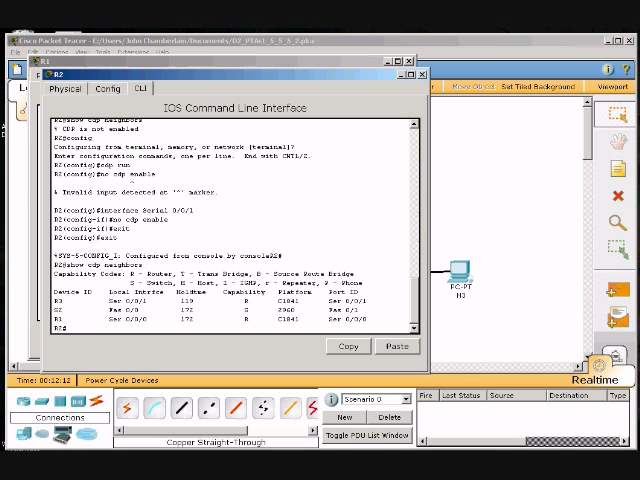 Cisco Packet Tracer - C:/Users/John Chamberlain/Documents/D2_PTAct_5_5_3_2.pka
File Edit Options View Tools Extensions Help
R1
R2
Physical Config CLI
Move Object Set Tiled Background Viewport
IOS Command Line Interface
R2#show cdp neighbors
% CDP is not enabled
R2#config
Configuring from terminal, memory, or network [terminal]?
Enter configuration commands, one per line. End with CNTL/Z.
R2(config)#cdp run
R2(config)#no cdp enable
^
% Invalid input detected at '^' marker.
R2(config)#interface Serial 0/0/1
R2(config-if)#no cdp enable
R2(config-if)#exit
R2(config)#exit
%SYS-5-CONFIG_I: Configured from console by consoleR2#
R2#show cdp neighbors
Capability Codes: R - Router, T - Trans Bridge, B - Source Route Bridge
S - Switch, H - Host, I - IGMP, r - Repeater, P - Phone
Device ID Local Intrfce Holdtme Capability Platform Port ID
R3 Ser 0/0/1 119 R C1841 Ser 0/0/1
S2 Fas 0/0 172 S 2960 Fas 0/1
R1 Ser 0/0/0 172 R C1841 Ser 0/0/0
R2#
PC-PT
H3
Copy Paste
Time: 00:12:12 Power Cycle Devices Realtime
Connections
Copper Straight-Through
Scenario 0
New Delete
Toggle PDU List Window
Fire Last Status Source Destination Type